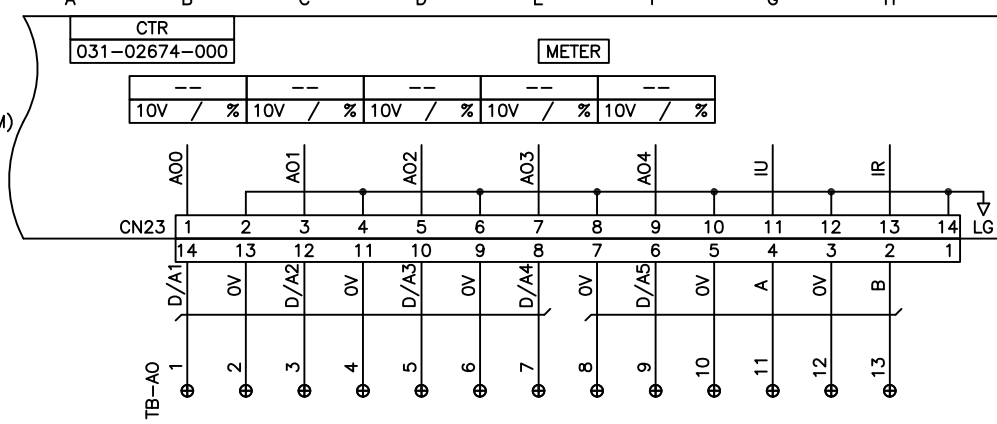 A B C D E F G H
CTR
031-02674-000
METER
-- -- -- -- --
10V / % 10V / % 10V / % 10V / % 10V / %
M)
AO0 AO1 AO2 AO3 AO4 IU IR
CN23 1 2 3 4 5 6 7 8 9 10 11 12 13 14 LG
14 13 12 11 10 9 8 7 6 5 4 3 2 1
D/A1 0V D/A2 0V D/A3 0V D/A4 0V D/A5 0V A 0V B
TB-AO 1 2 3 4 5 6 7 8 9 10 11 12 13